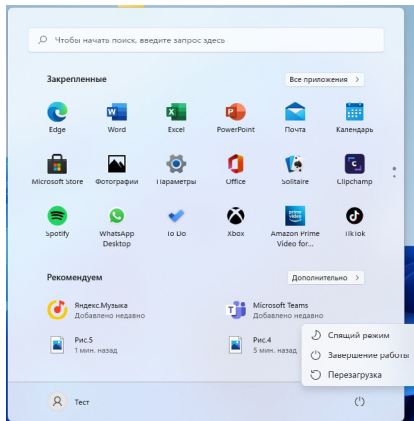 Чтобы начать поиск, введите запрос здесь
Закрепленные
Все приложения >
Edge
Word
Excel
PowerPoint
Почта
Календарь
Microsoft Store
Фотографии
Параметры
Office
Solitaire
Clipchamp
Spotify
WhatsApp
Desktop
To Do
Xbox
prime video
Amazon Prime
Video for...
TikTok
Рекомендуем
Дополнительно >
Яндекс.Музыка
Добавлено недавно
Microsoft Teams
Добавлено недавно
Рис.5
1 мин. назад
Рис.4
5 мин. назад
Спящий режим
Завершение работы
Перезагрузка
Тест